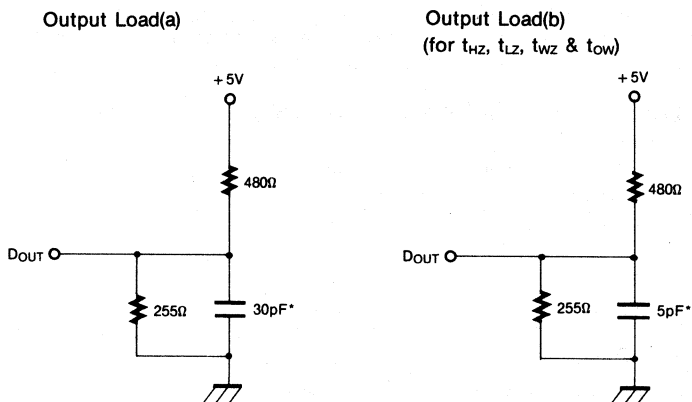 Output Load(a)
+5V
480Ω
DOUT
255Ω
30pF*
Output Load(b)
(for tHZ, tLZ, tWZ & tOW)
+5V
480Ω
DOUT
255Ω
5pF*